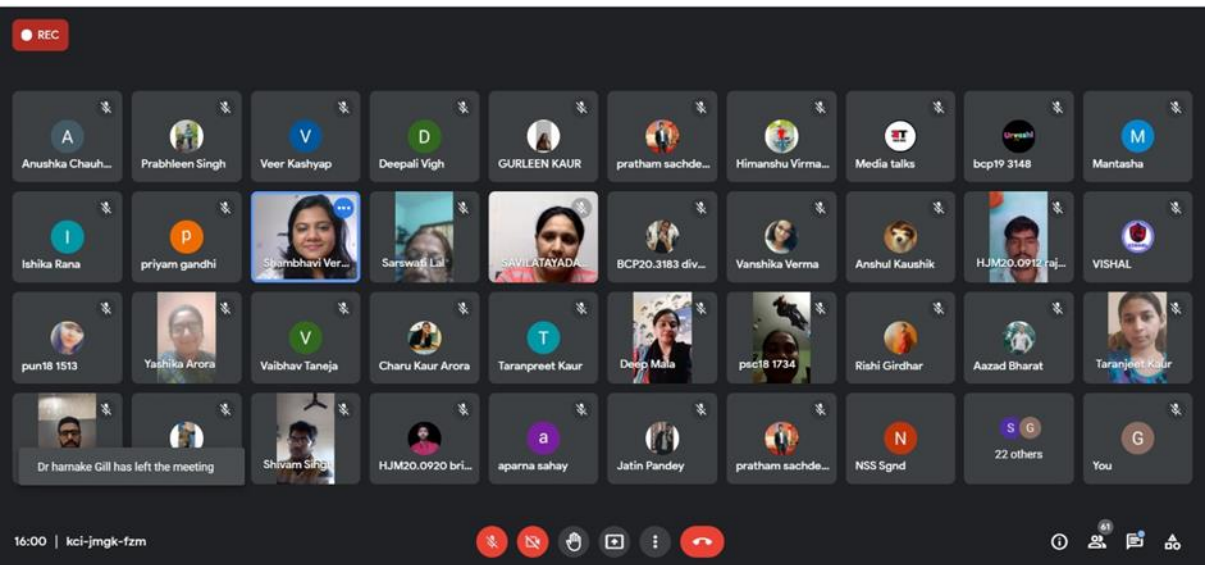 REC
A
Anushka Chauh...
Prabhleen Singh
V
Veer Kashyap
D
Deepali Vigh
GURLEEN KAUR
pratham sachde...
Himanshu Virma...
Media talks
Urvashi
bcp19 3148
M
Mantasha
I
Ishika Rana
p
priyam gandhi
Shambhavi Ver...
Sarswati Lal
SAVILATAYADA...
BCP20.3183 div...
Vanshika Verma
Anshul Kaushik
HJM20.0912 raj...
VISHAL
pun18 1513
Yashika Arora
V
Vaibhav Taneja
Charu Kaur Arora
T
Taranpreet Kaur
Deep Mala
psc18 1734
Rishi Girdhar
Aazad Bharat
Taranjeet Kaur
Dr harnake Gill has left the meeting
Shivam Singh
HJM20.0920 bri...
a
aparna sahay
Jatin Pandey
pratham sachde...
N
NSS Sgnd
S G
22 others
G
You
16:00 | kci-jmgk-fzm
61